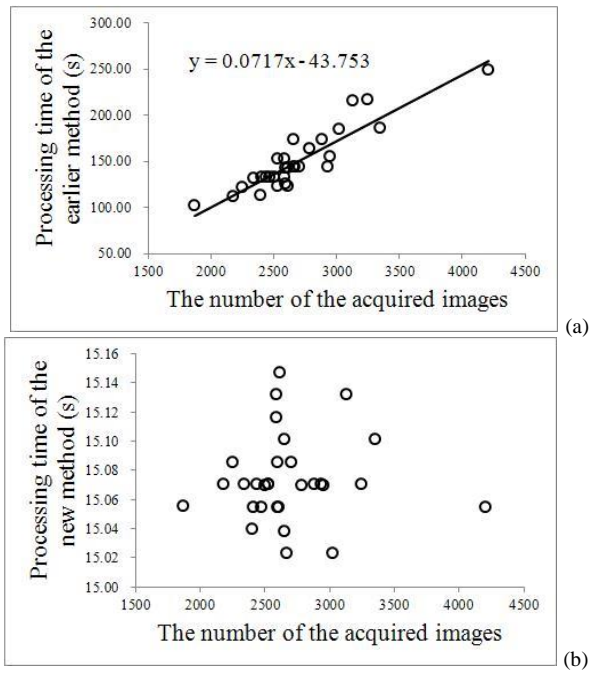 300.00
250.00
200.00
150.00
100.00
50.00
Processing time of the
earlier method (s)
y = 0.0717x - 43.753
1500 2000 2500 3000 3500 4000 4500
The number of the acquired images
(a)
15.16
15.14
15.12
15.10
15.08
15.06
15.04
15.02
15.00
Processing time of the
new method (s)
1500 2000 2500 3000 3500 4000 4500
The number of the acquired images
(b)